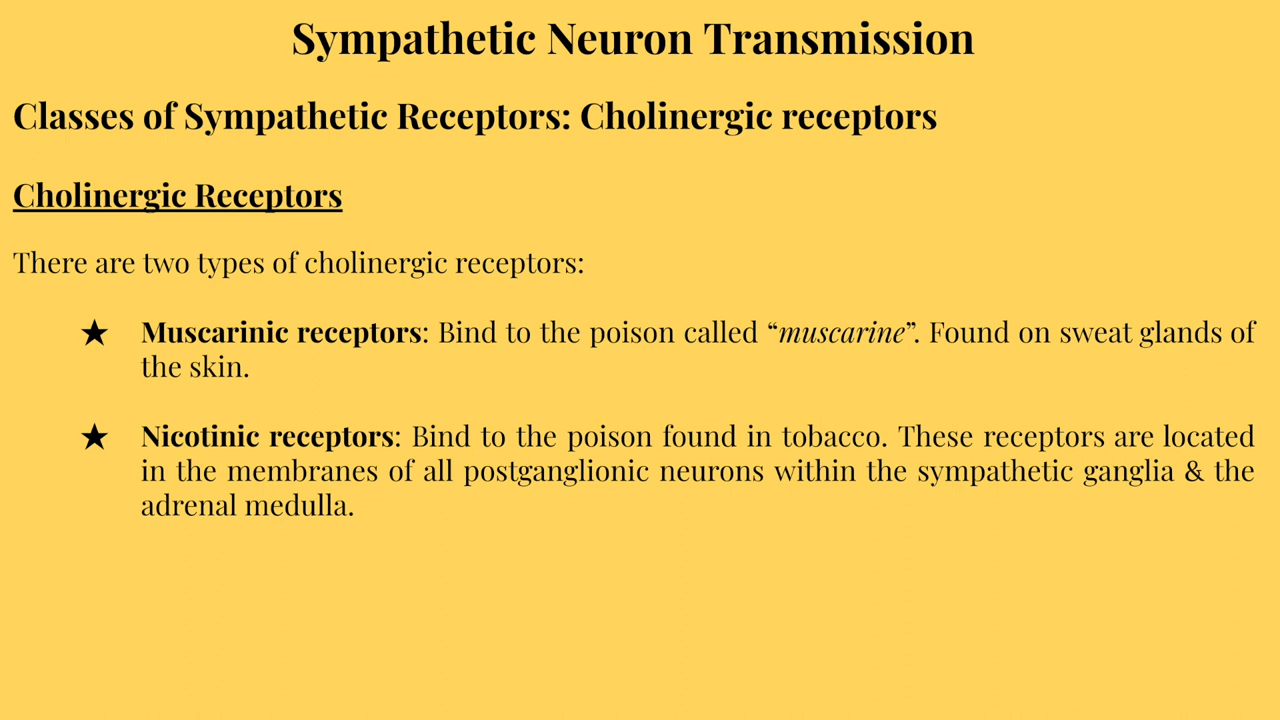 Sympathetic Neuron Transmission
Classes of Sympathetic Receptors: Cholinergic receptors
Cholinergic Receptors
There are two types of cholinergic receptors:
★ Muscarinic receptors: Bind to the poison called “muscarine”. Found on sweat glands of
the skin.
★ Nicotinic receptors: Bind to the poison found in tobacco. These receptors are located
in the membranes of all postganglionic neurons within the sympathetic ganglia & the
adrenal medulla.